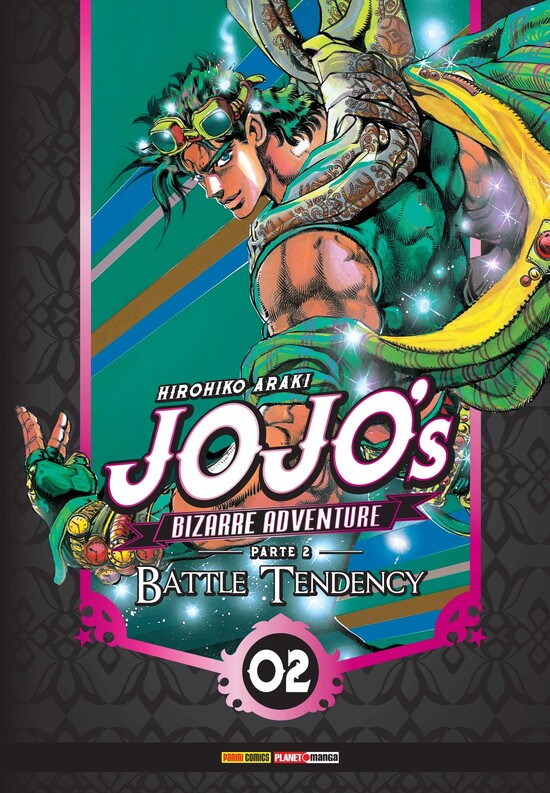 HIROHIKO ARAKI
JOJO's
BIZARRE ADVENTURE
PARTE 2
BATTLE TENDENCY
02
PANINI COMICS PLANET manga